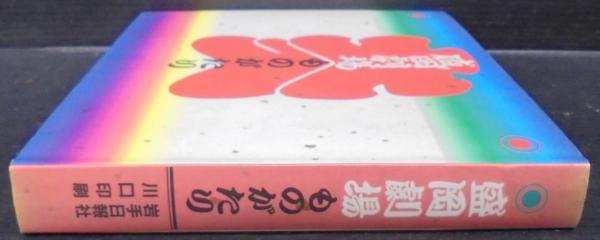 盛岡劇場
ものがたり
盛岡劇場
ものがたり
岩手日報社
川口印刷